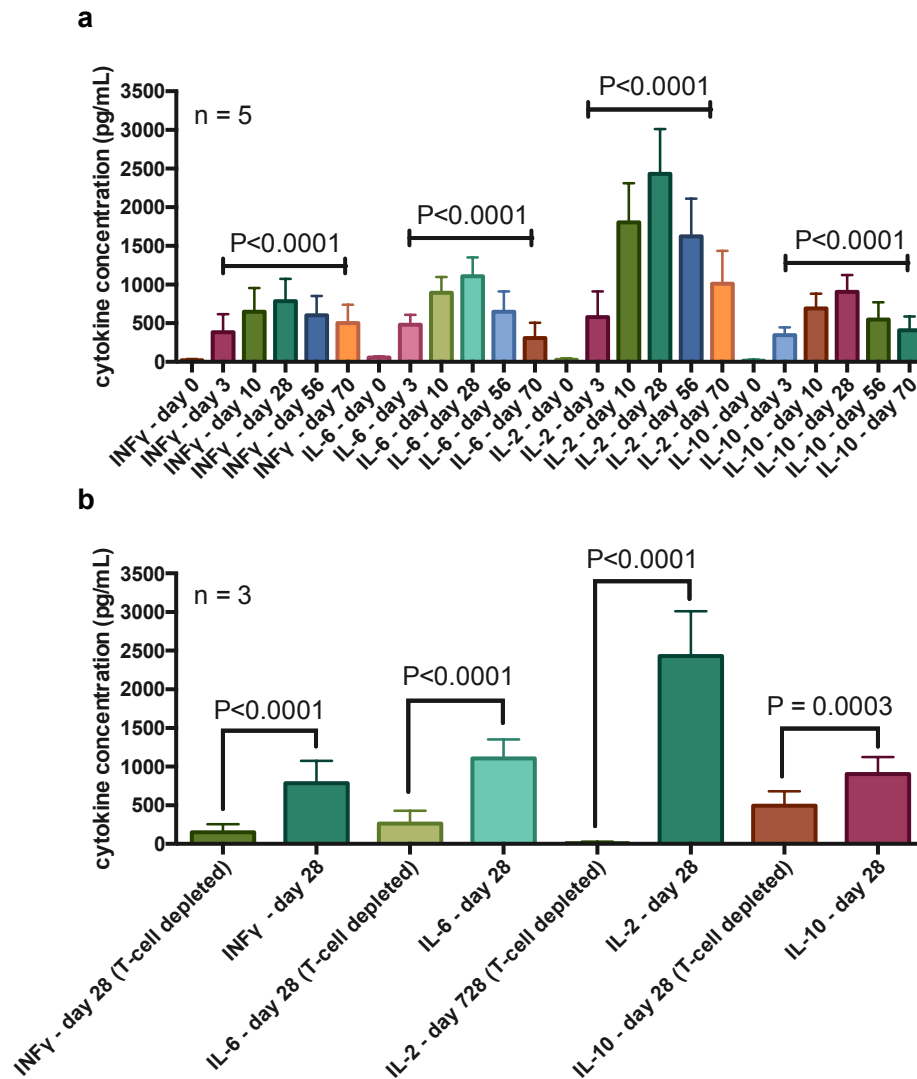 a
cytokine concentration (pg/mL)
3500
3000
2500
2000
1500
1000
500
0
n = 5
P<0.0001
P<0.0001
P<0.0001
P<0.0001
INFγ - day 0
INFγ - day 3
INFγ - day 10
INFγ - day 28
INFγ - day 56
INFγ - day 70
IL-6 - day 0
IL-6 - day 3
IL-6 - day 10
IL-6 - day 28
IL-6 - day 56
IL-6 - day 70
IL-2 - day 0
IL-2 - day 3
IL-2 - day 10
IL-2 - day 28
IL-2 - day 56
IL-2 - day 70
IL-10 - day 0
IL-10 - day 3
IL-10 - day 10
IL-10 - day 28
IL-10 - day 56
IL-10 - day 70
b
cytokine concentration (pg/mL)
3500
3000
2500
2000
1500
1000
500
0
n = 3
P<0.0001
P<0.0001
P<0.0001
P = 0.0003
INFγ - day 28 (T-cell depleted)
INFγ - day 28
IL-6 - day 28 (T-cell depleted)
IL-6 - day 28
IL-2 - day 728 (T-cell depleted)
IL-2 - day 28
IL-10 - day 28 (T-cell depleted)
IL-10 - day 28